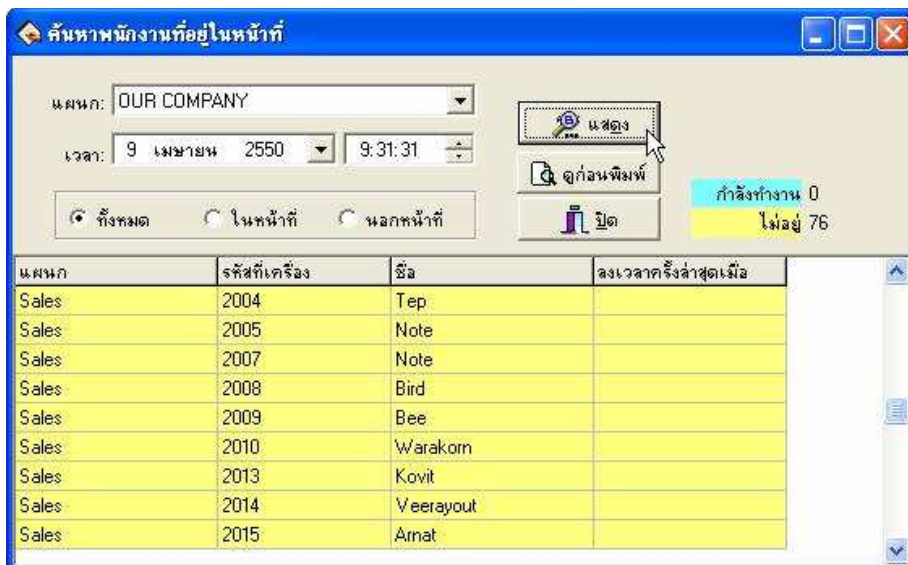 ค้นหาพนักงานที่อยู่ในหน้าที่
แผนก: OUR COMPANY
แสดง
เวลา: 9 เมษายน 2550 9:31:31
ดูก่อนพิมพ์
กำลังทำงาน 0
ทั้งหมด ในหน้าที่ นอกหน้าที่
ปิด
ไม่อยู่ 76
แผนก รหัสที่เครื่อง ชื่อ ลงเวลาครั้งล่าสุดเมื่อ
Sales 2004 Tep
Sales 2005 Note
Sales 2007 Note
Sales 2008 Bird
Sales 2009 Bee
Sales 2010 Warakorn
Sales 2013 Kovit
Sales 2014 Veerayout
Sales 2015 Arnat